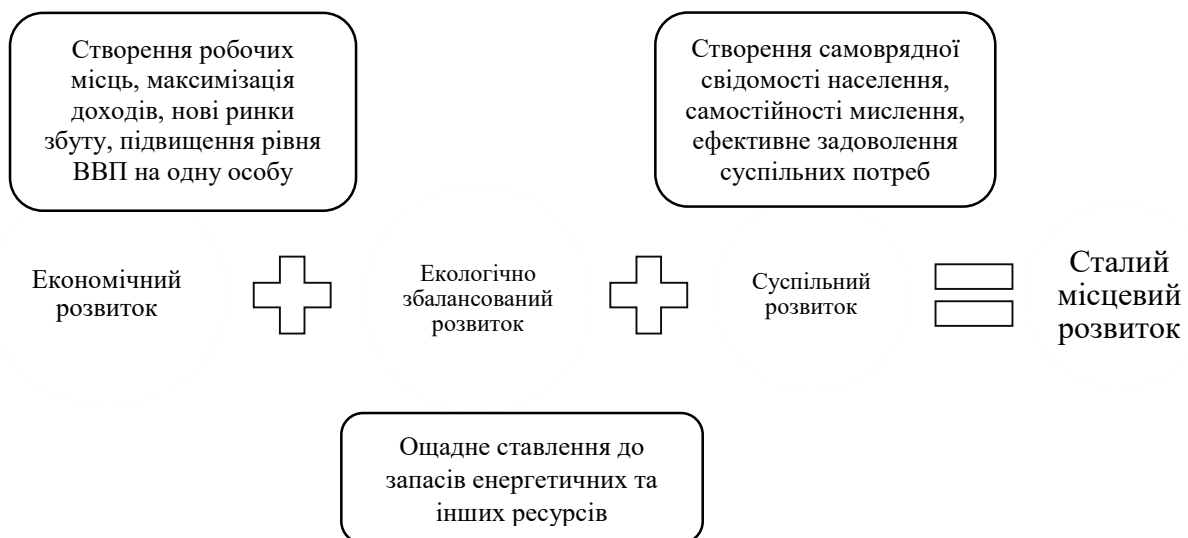 Створення робочих
місць, максимізація
доходів, нові ринки
збуту, підвищення рівня
ВВП на одну особу
Створення самоврядної
свідомості населення,
самостійності мислення,
ефективне задоволення
суспільних потреб
Економічний
розвиток
Екологічно
збалансований
розвиток
Суспільний
розвиток
Сталий
місцевий
розвиток
Ощадне ставлення до
запасів енергетичних та
інших ресурсів